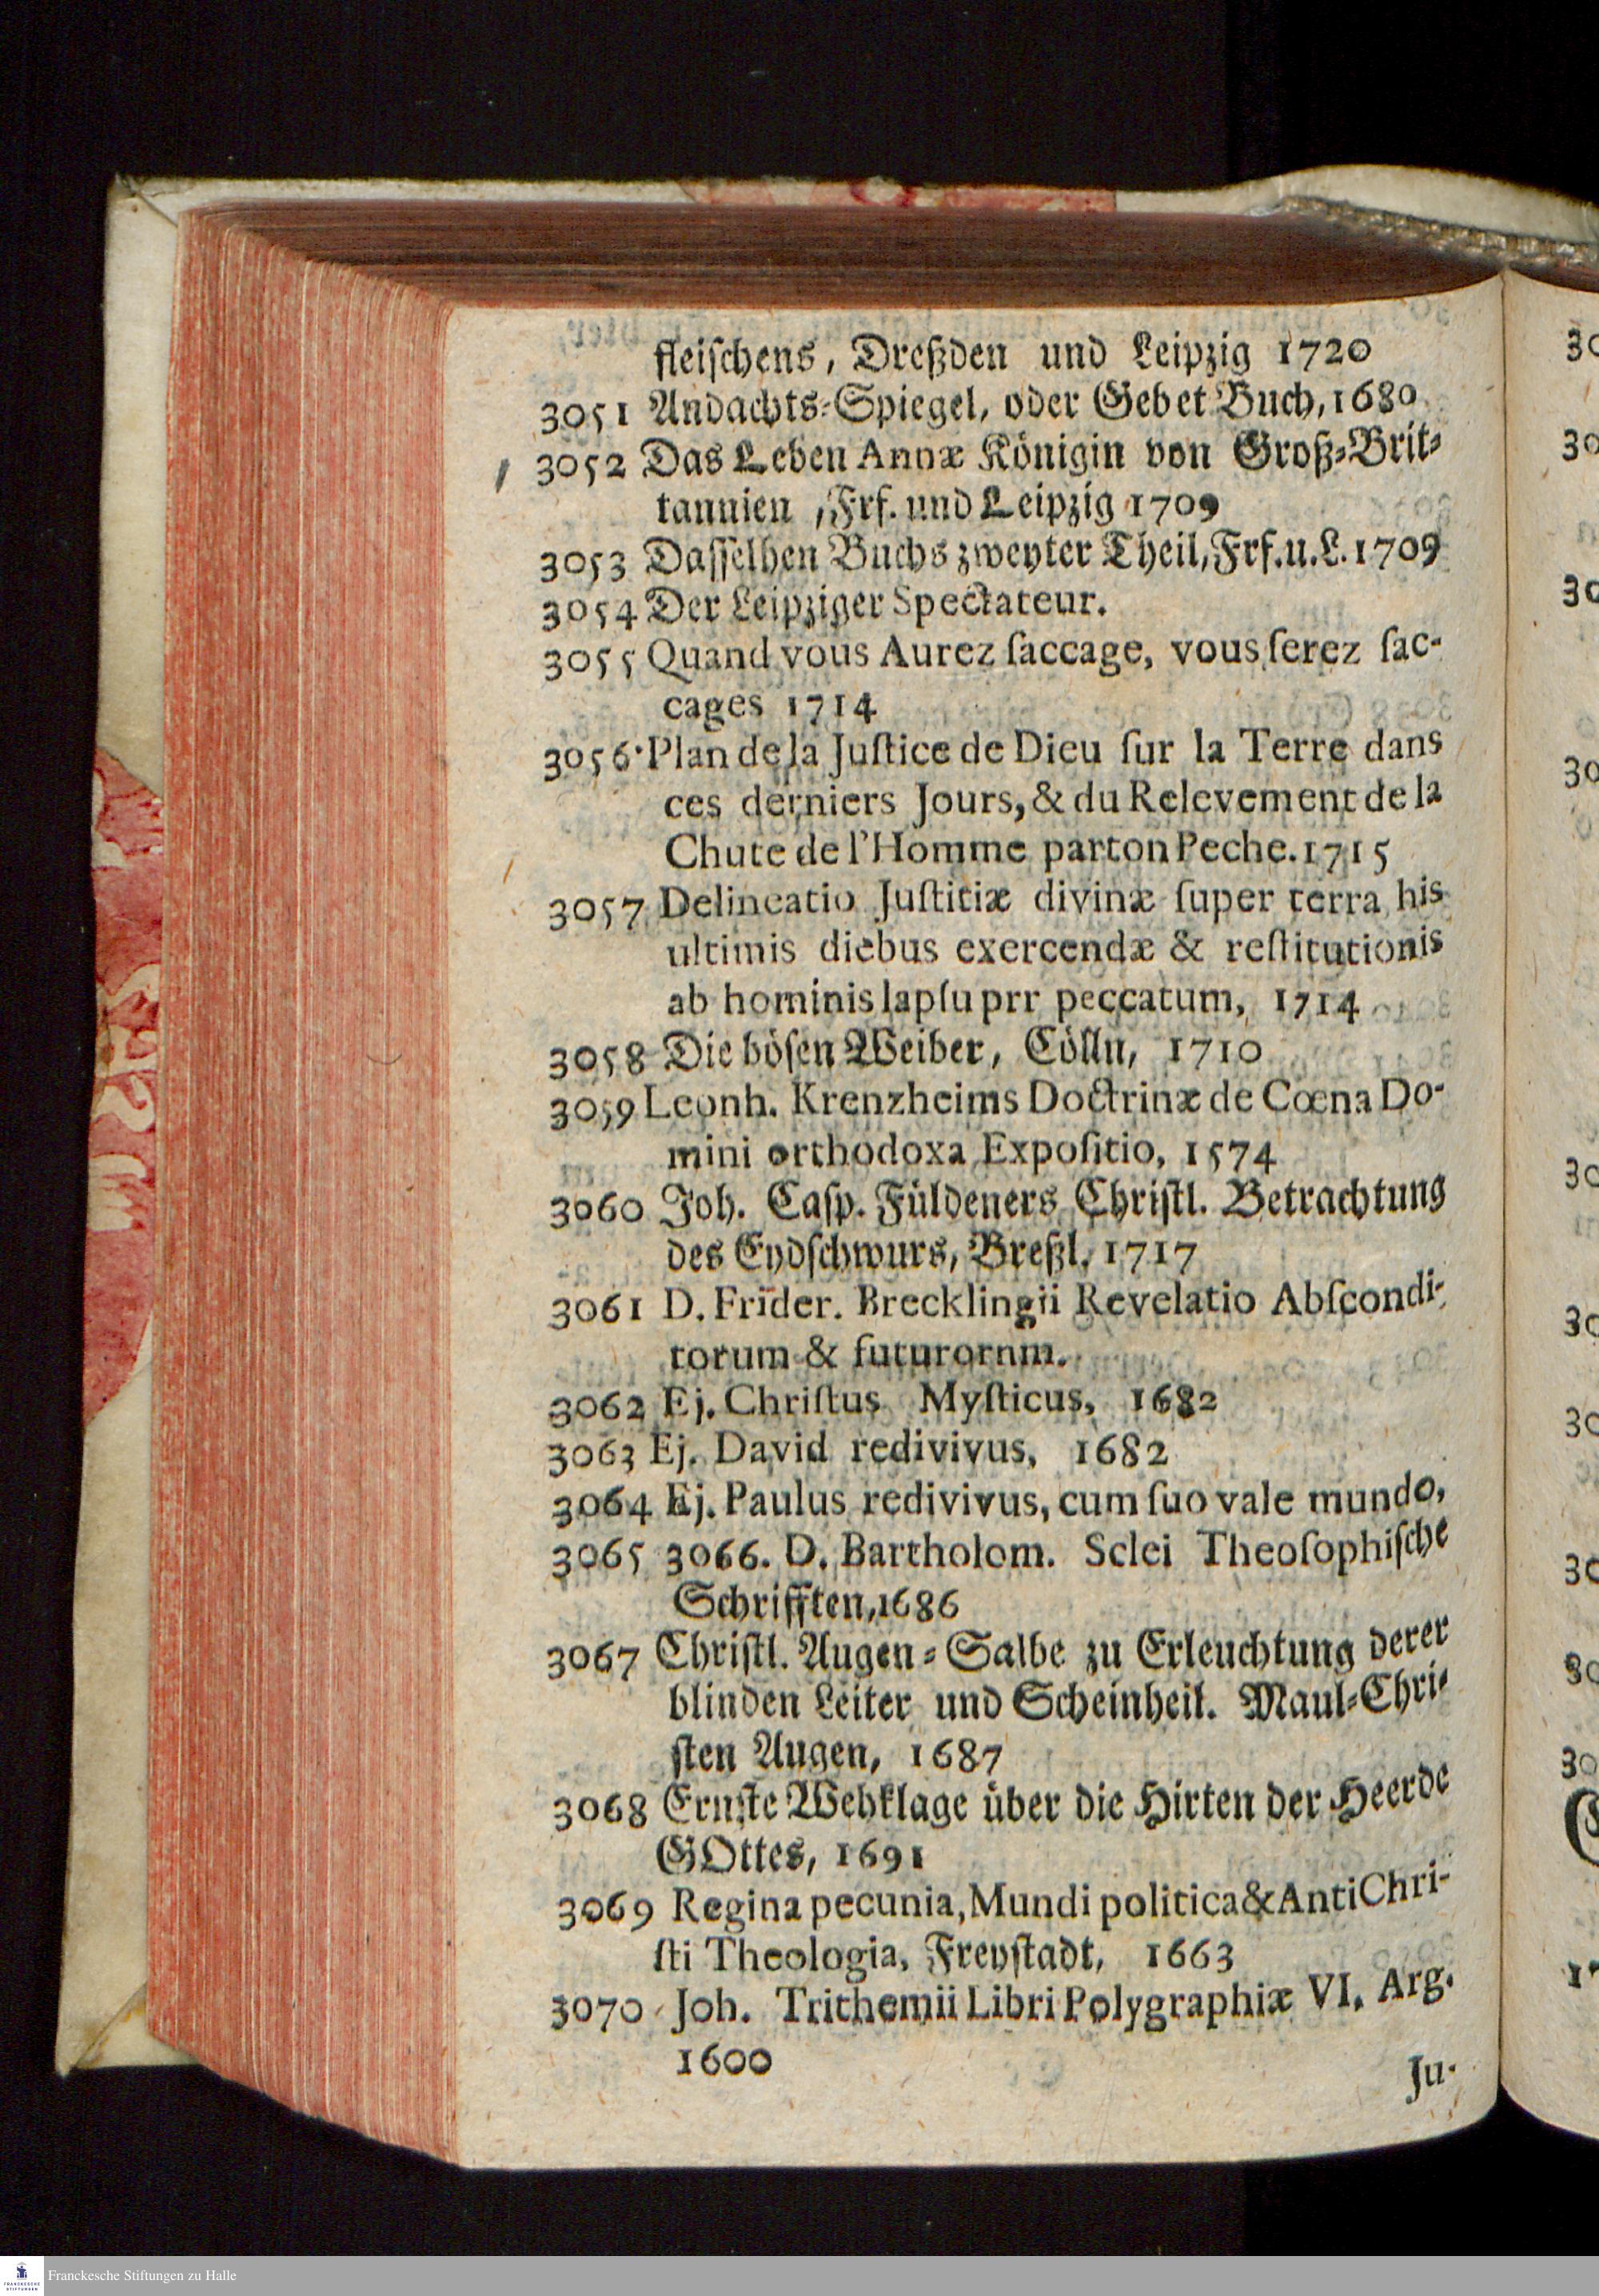 fleiſchens, Dreßden und Leipzig 1720
3051 Andachts-Spiegel, oder Gebet Buch, 1680
3052 Das Leben Annæ Königin von Groß-Brit-
tannien, Frf. und Leipzig 1709
3053 Daſſelben Buchs zweyter Theil, Frf. u. L. 1709
3054 Der Leipziger Spectateur.
3055 Quand vous Aurez ſaccage, vous ſerez ſac-
cages 1714
3056 Plan de la Juſtice de Dieu ſur la Terre dans
ces derniers Jours, & du Relevement de la
Chute de l'Homme parton Peche. 1715
3057 Delineatio Juſtitiæ divinæ ſuper terra his
ultimis diebus exercendæ & reſtitutionis
ab hominis lapſu prr peccatum, 1714
3058 Die böſen Weiber, Cölln, 1710
3059 Leonh. Krenzheims Doctrinæ de Cœna Do-
mini orthodoxa Expoſitio, 1574
3060 Joh. Caſp. Füldeners Chriſtl. Betrachtung
des Eydſchwurs, Breßl. 1717
3061 D. Frider. Brecklingii Revelatio Abſcondi-
torum & futurornm.
3062 Ej. Chriſtus Myſticus, 1682
3063 Ej. David redivivus, 1682
3064 Ej. Paulus redivivus, cum ſuo vale mundo,
3065 3066. D. Bartholom. Sclei Theoſophiſche
Schrifften, 1686
3067 Chriſtl. Augen-Salbe zu Erleuchtung derer
blinden Leiter und Scheinheil. Maul-Chri-
ſten Augen, 1687
3068 Ernſte Wehklage über die Hirten der Heerde
GOttes, 1691
3069 Regina pecunia, Mundi politica & AntiChri-
ſti Theologia, Freyſtadt, 1663
3070 Joh. Trithemii Libri Polygraphiæ VI. Arg.
1600
Ju-
Franckesche Stiftungen zu Halle